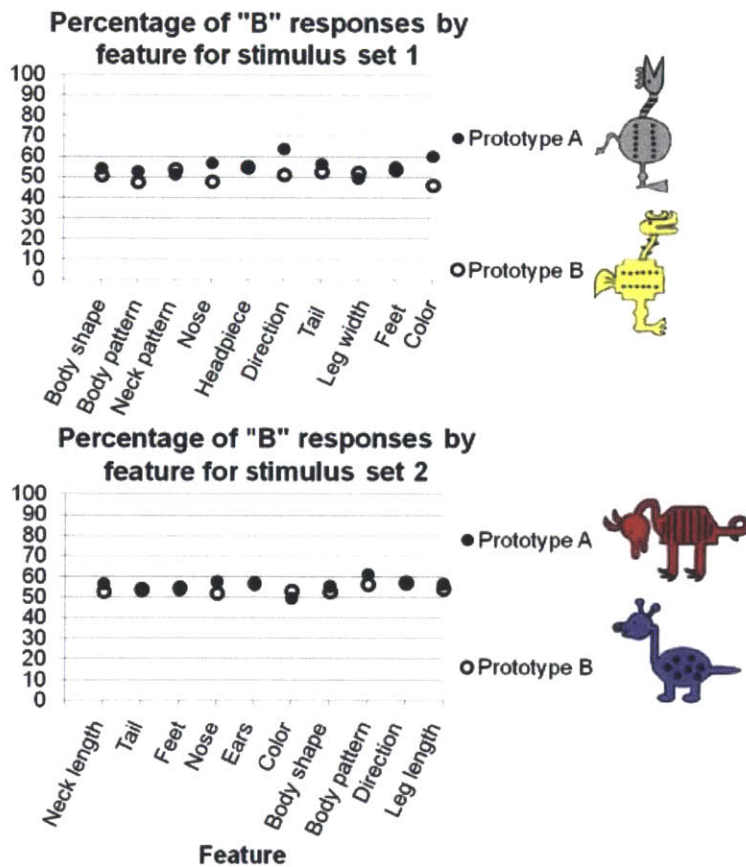 Percentage of "B" responses by
feature for stimulus set 1
100
90
80
70
60
50
40
30
20
10
0
Body shape
Body pattern
Neck pattern
Nose
Headpiece
Direction
Tail
Leg width
Feet
Color
Prototype A
Prototype B
Percentage of "B" responses by
feature for stimulus set 2
100
90
80
70
60
50
40
30
20
10
0
Neck length
Tail
Feet
Nose
Ears
Color
Body shape
Body pattern
Direction
Leg length
Feature
Prototype A
Prototype B